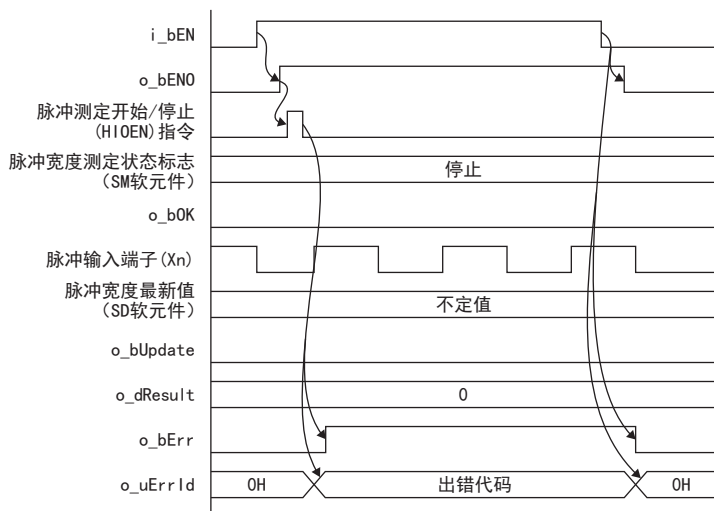 i_bEN
o_bENO
脉冲测定开始/停止
(HIOEN)指令
脉冲宽度测定状态标志
(SM软元件)
停止
o_bOK
脉冲输入端子(Xn)
脉冲宽度最新值
(SD软元件)
不定值
o_bUpdate
o_dResult
0
o_bErr
o_uErrId
0H
出错代码
0H